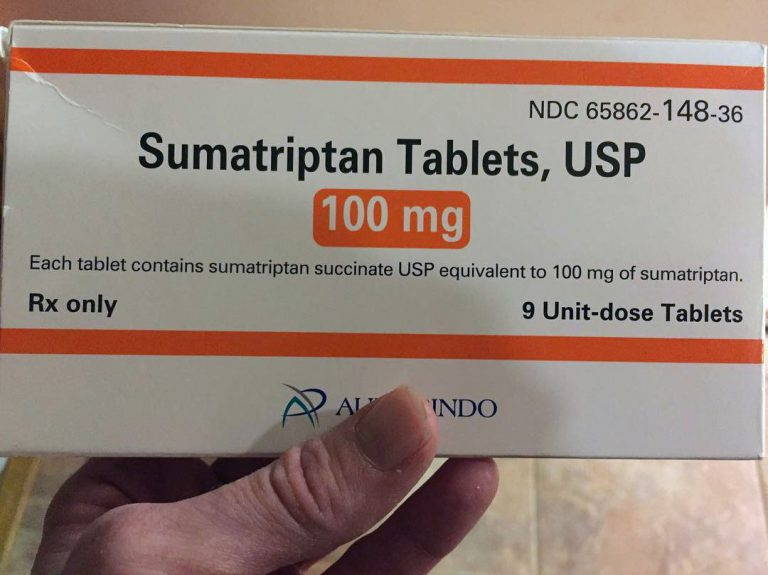 NDC 65862-148-36
Sumatriptan Tablets, USP
100 mg
Each tablet contains sumatriptan succinate USP equivalent to 100 mg of sumatriptan.
Rx only
9 Unit-dose Tablets